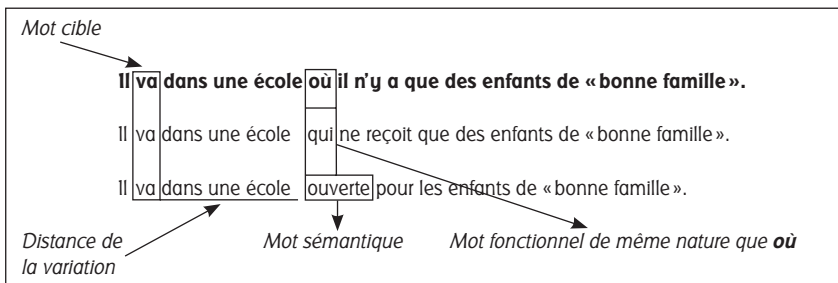 Mot cible
Il va dans une école où il n'y a que des enfants de « bonne famille ».
Il va dans une école qui ne reçoit que des enfants de « bonne famille ».
Il va dans une école ouverte pour les enfants de « bonne famille ».
Distance de la variation
Mot sémantique
Mot fonctionnel de même nature que où